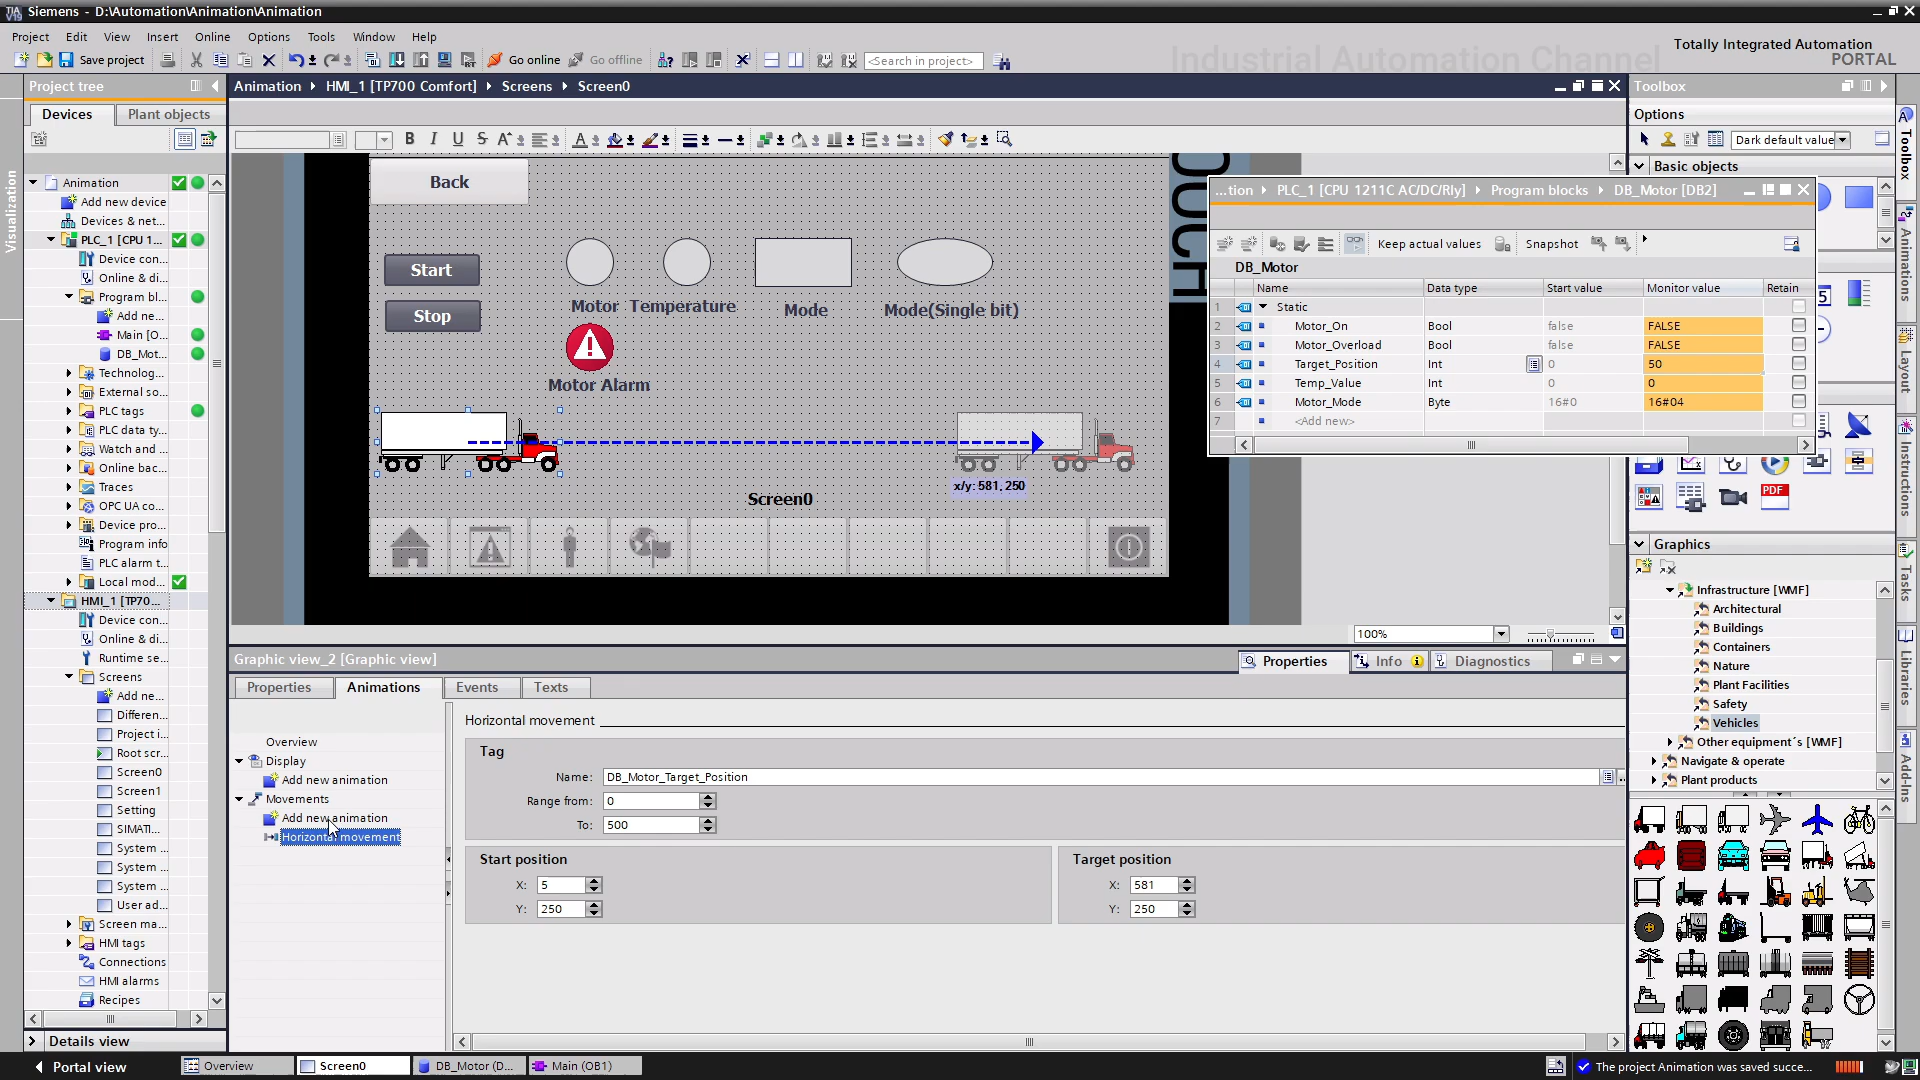 Siemens - D:\Automation\Animation\Animation
Project Edit View Insert Online Options Tools Window Help
Totally Integrated Automation
PORTAL
Industrial Automation Channel
Save project
Go online
Go offline
<Search in project>
Project tree
Devices
Plant objects
Visualization
Animation
Add new device
Devices & net...
PLC_1 [CPU 1...
Device con...
Online & di...
Program bl...
Add ne...
Main [O...
DB_Mot...
Technolog...
External so...
PLC tags
PLC data ty...
Watch and ...
Online bac...
Traces
OPC UA co...
Device pro...
Program info
PLC alarm t...
Local mod...
HMI_1 [TP70...
Device con...
Online & di...
Runtime se...
Screens
Add ne...
Differen...
Project i...
Root scr...
Screen0
Screen1
Setting
SIMATI...
System ...
System ...
System ...
User ad...
Screen ma...
HMI tags
Connections
HMI alarms
Recipes
Details view
Animation HMI_1 [TP700 Comfort] Screens Screen0
B I U S A
Back
Start
Stop
Motor Temperature
Mode
Mode(Single bit)
Motor Alarm
x/y: 581, 250
Screen0
OUCH
100%
...tion PLC_1 [CPU 1211C AC/DC/Rly] Program blocks DB_Motor [DB2]
Keep actual values
Snapshot
DB_Motor
Name Data type Start value Monitor value Retain
1 Static
2 Motor_On Bool false FALSE
3 Motor_Overload Bool false FALSE
4 Target_Position Int 0 50
5 Temp_Value Int 0 0
6 Motor_Mode Byte 16#0 16#04
7 <Add new>
Graphic view_2 [Graphic view]
Properties
Info
Diagnostics
Properties
Animations
Events
Texts
Overview
Display
Add new animation
Movements
Add new animation
Horizontal movement
Horizontal movement
Tag
Name: DB_Motor_Target_Position
Range from: 0
To: 500
Start position
X: 5
Y: 250
Target position
X: 581
Y: 250
Toolbox
Options
Dark default value
Basic objects
5
PDF
Graphics
Infrastructure [WMF]
Architectural
Buildings
Containers
Nature
Plant Facilities
Safety
Vehicles
Other equipment´s [WMF]
Navigate & operate
Plant products
Toolbox
Animations
Layout
Instructions
Tasks
Libraries
Add-Ins
Portal view
Overview
Screen0
DB_Motor (D...
Main (OB1)
The project Animation was saved succe...